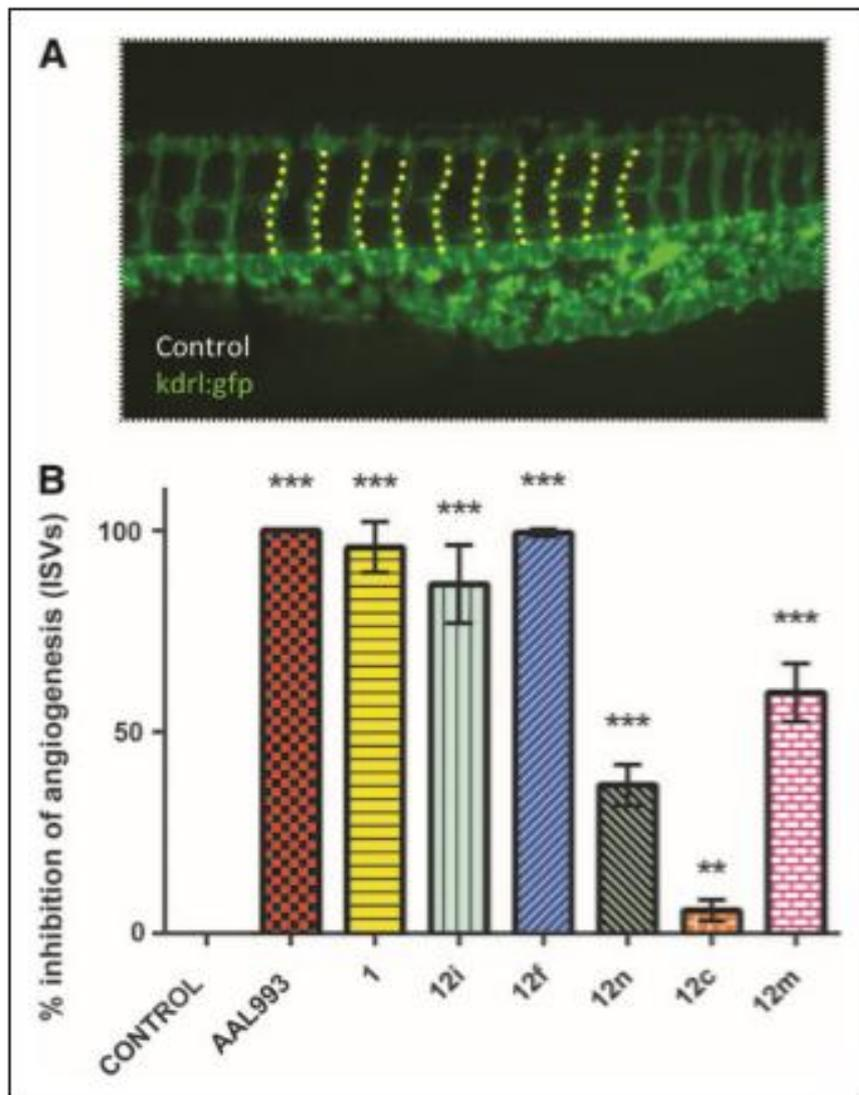 A
Control
kdrl:gfp
B
% inhibition of angiogenesis (ISVs)
100
50
0
***
***
***
***
***
**
***
CONTROL
AAL993
1
12i
12f
12n
12c
12m